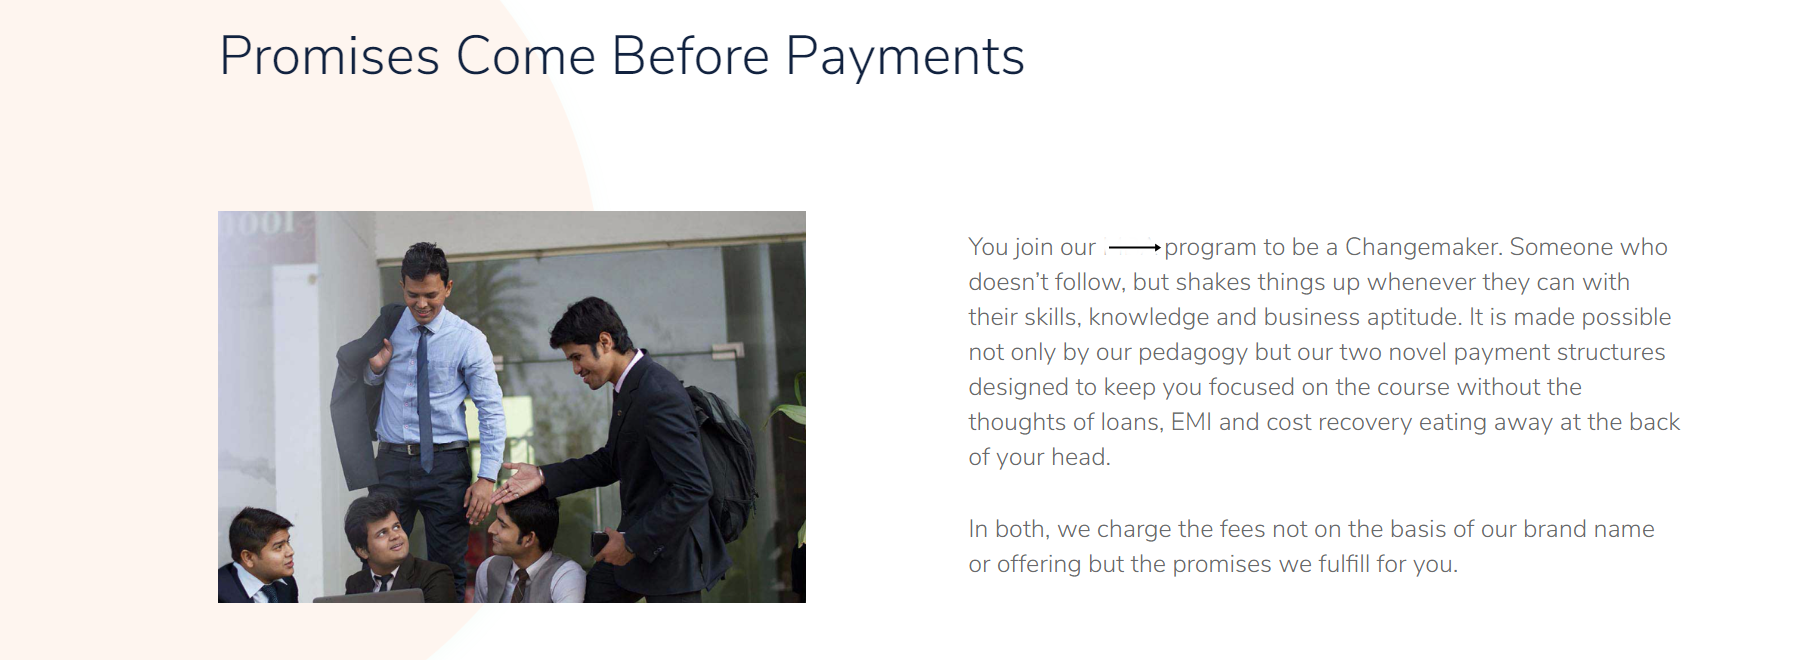 Promises Come Before Payments
You join our program to be a Changemaker. Someone who
doesn't follow, but shakes things up whenever they can with
their skills, knowledge and business aptitude. It is made possible
not only by our pedagogy but our two novel payment structures
designed to keep you focused on the course without the
thoughts of loans, EMI and cost recovery eating away at the back
of your head.
In both, we charge the fees not on the basis of our brand name
or offering but the promises we fulfill for you.